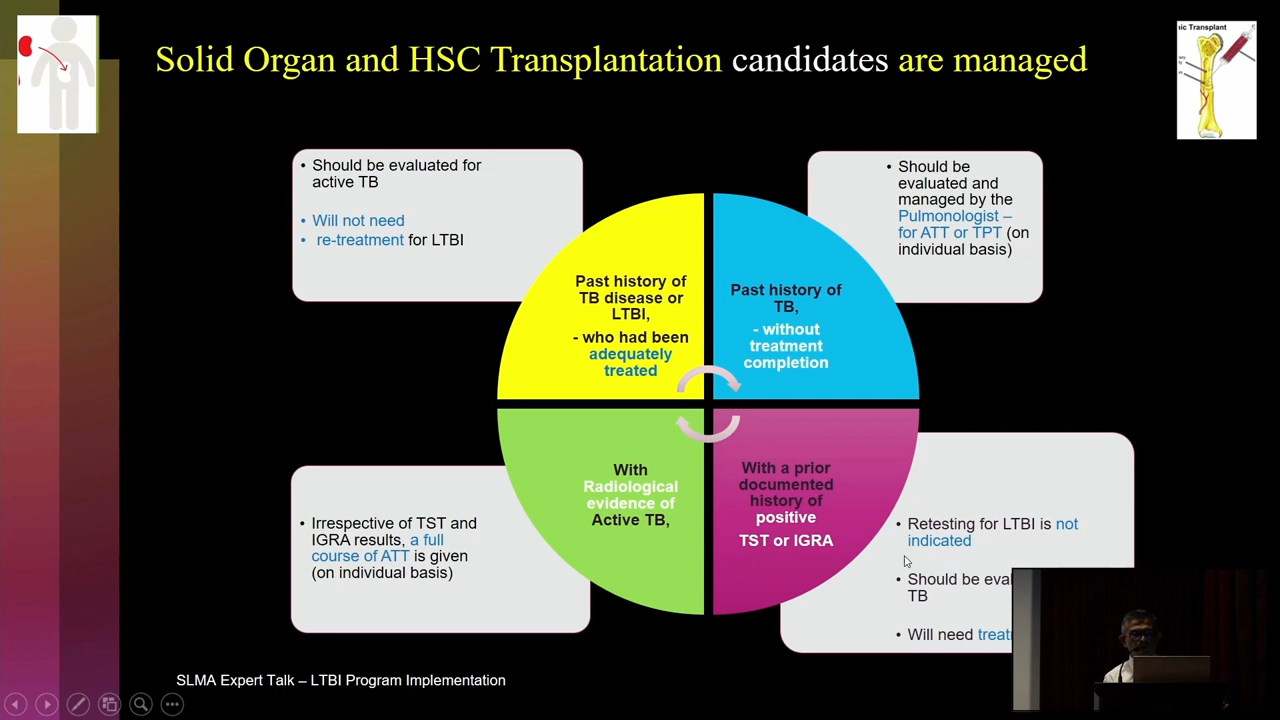 Solid Organ and HSC Transplantation candidates are managed
ic Transplant
• Should be evaluated for
active TB
• Will not need
• re-treatment for LTBI
• Should be
evaluated and
managed by the
Pulmonologist –
for ATT or TPT (on
individual basis)
Past history of
TB disease or
LTBI,
- who had been
adequately
treated
Past history of
TB,
- without
treatment
completion
With
Radiological
evidence of
Active TB,
With a prior
documented
history of
positive
TST or IGRA
• Irrespective of TST and
IGRA results, a full
course of ATT is given
(on individual basis)
• Retesting for LTBI is not
indicated
• Should be
TB
• Will need
SLMA Expert Talk – LTBI Program Implementation